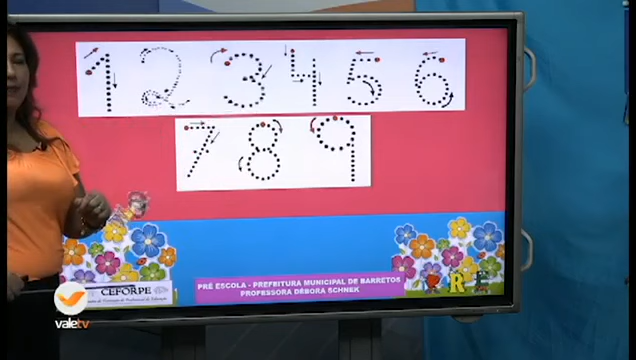 1 2 3 4 5 6
7 8 9
PRÉ ESCOLA - PREFEITURA MUNICIPAL DE BARRETOS
PROFESSORA DÉBORA SCHNEK
CEFORPE
valetv